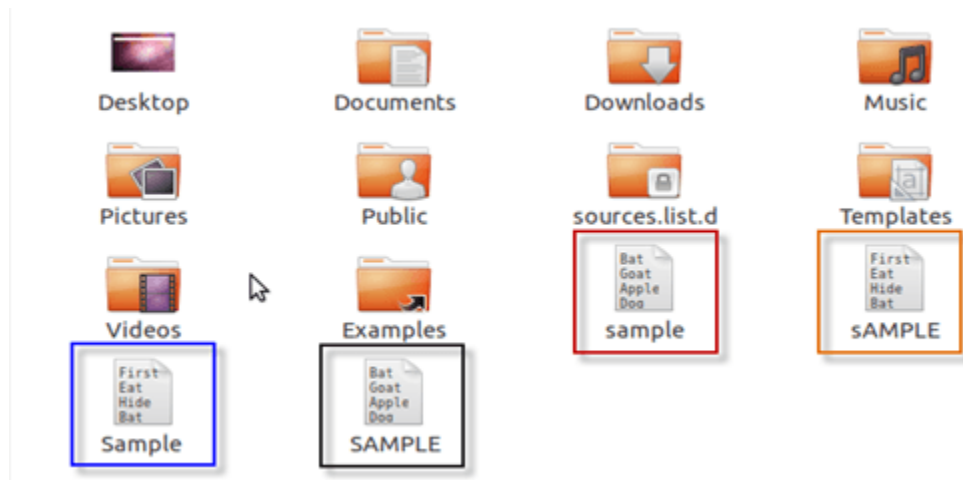 Desktop
Documents
Downloads
Music
Pictures
Public
sources.list.d
Templates
Videos
Examples
Bat
Goat
Apple
Dog
sample
First
Eat
Hide
Bat
sAMPLE
First
Eat
Hide
Bat
Sample
Bat
Goat
Apple
Dog
SAMPLE